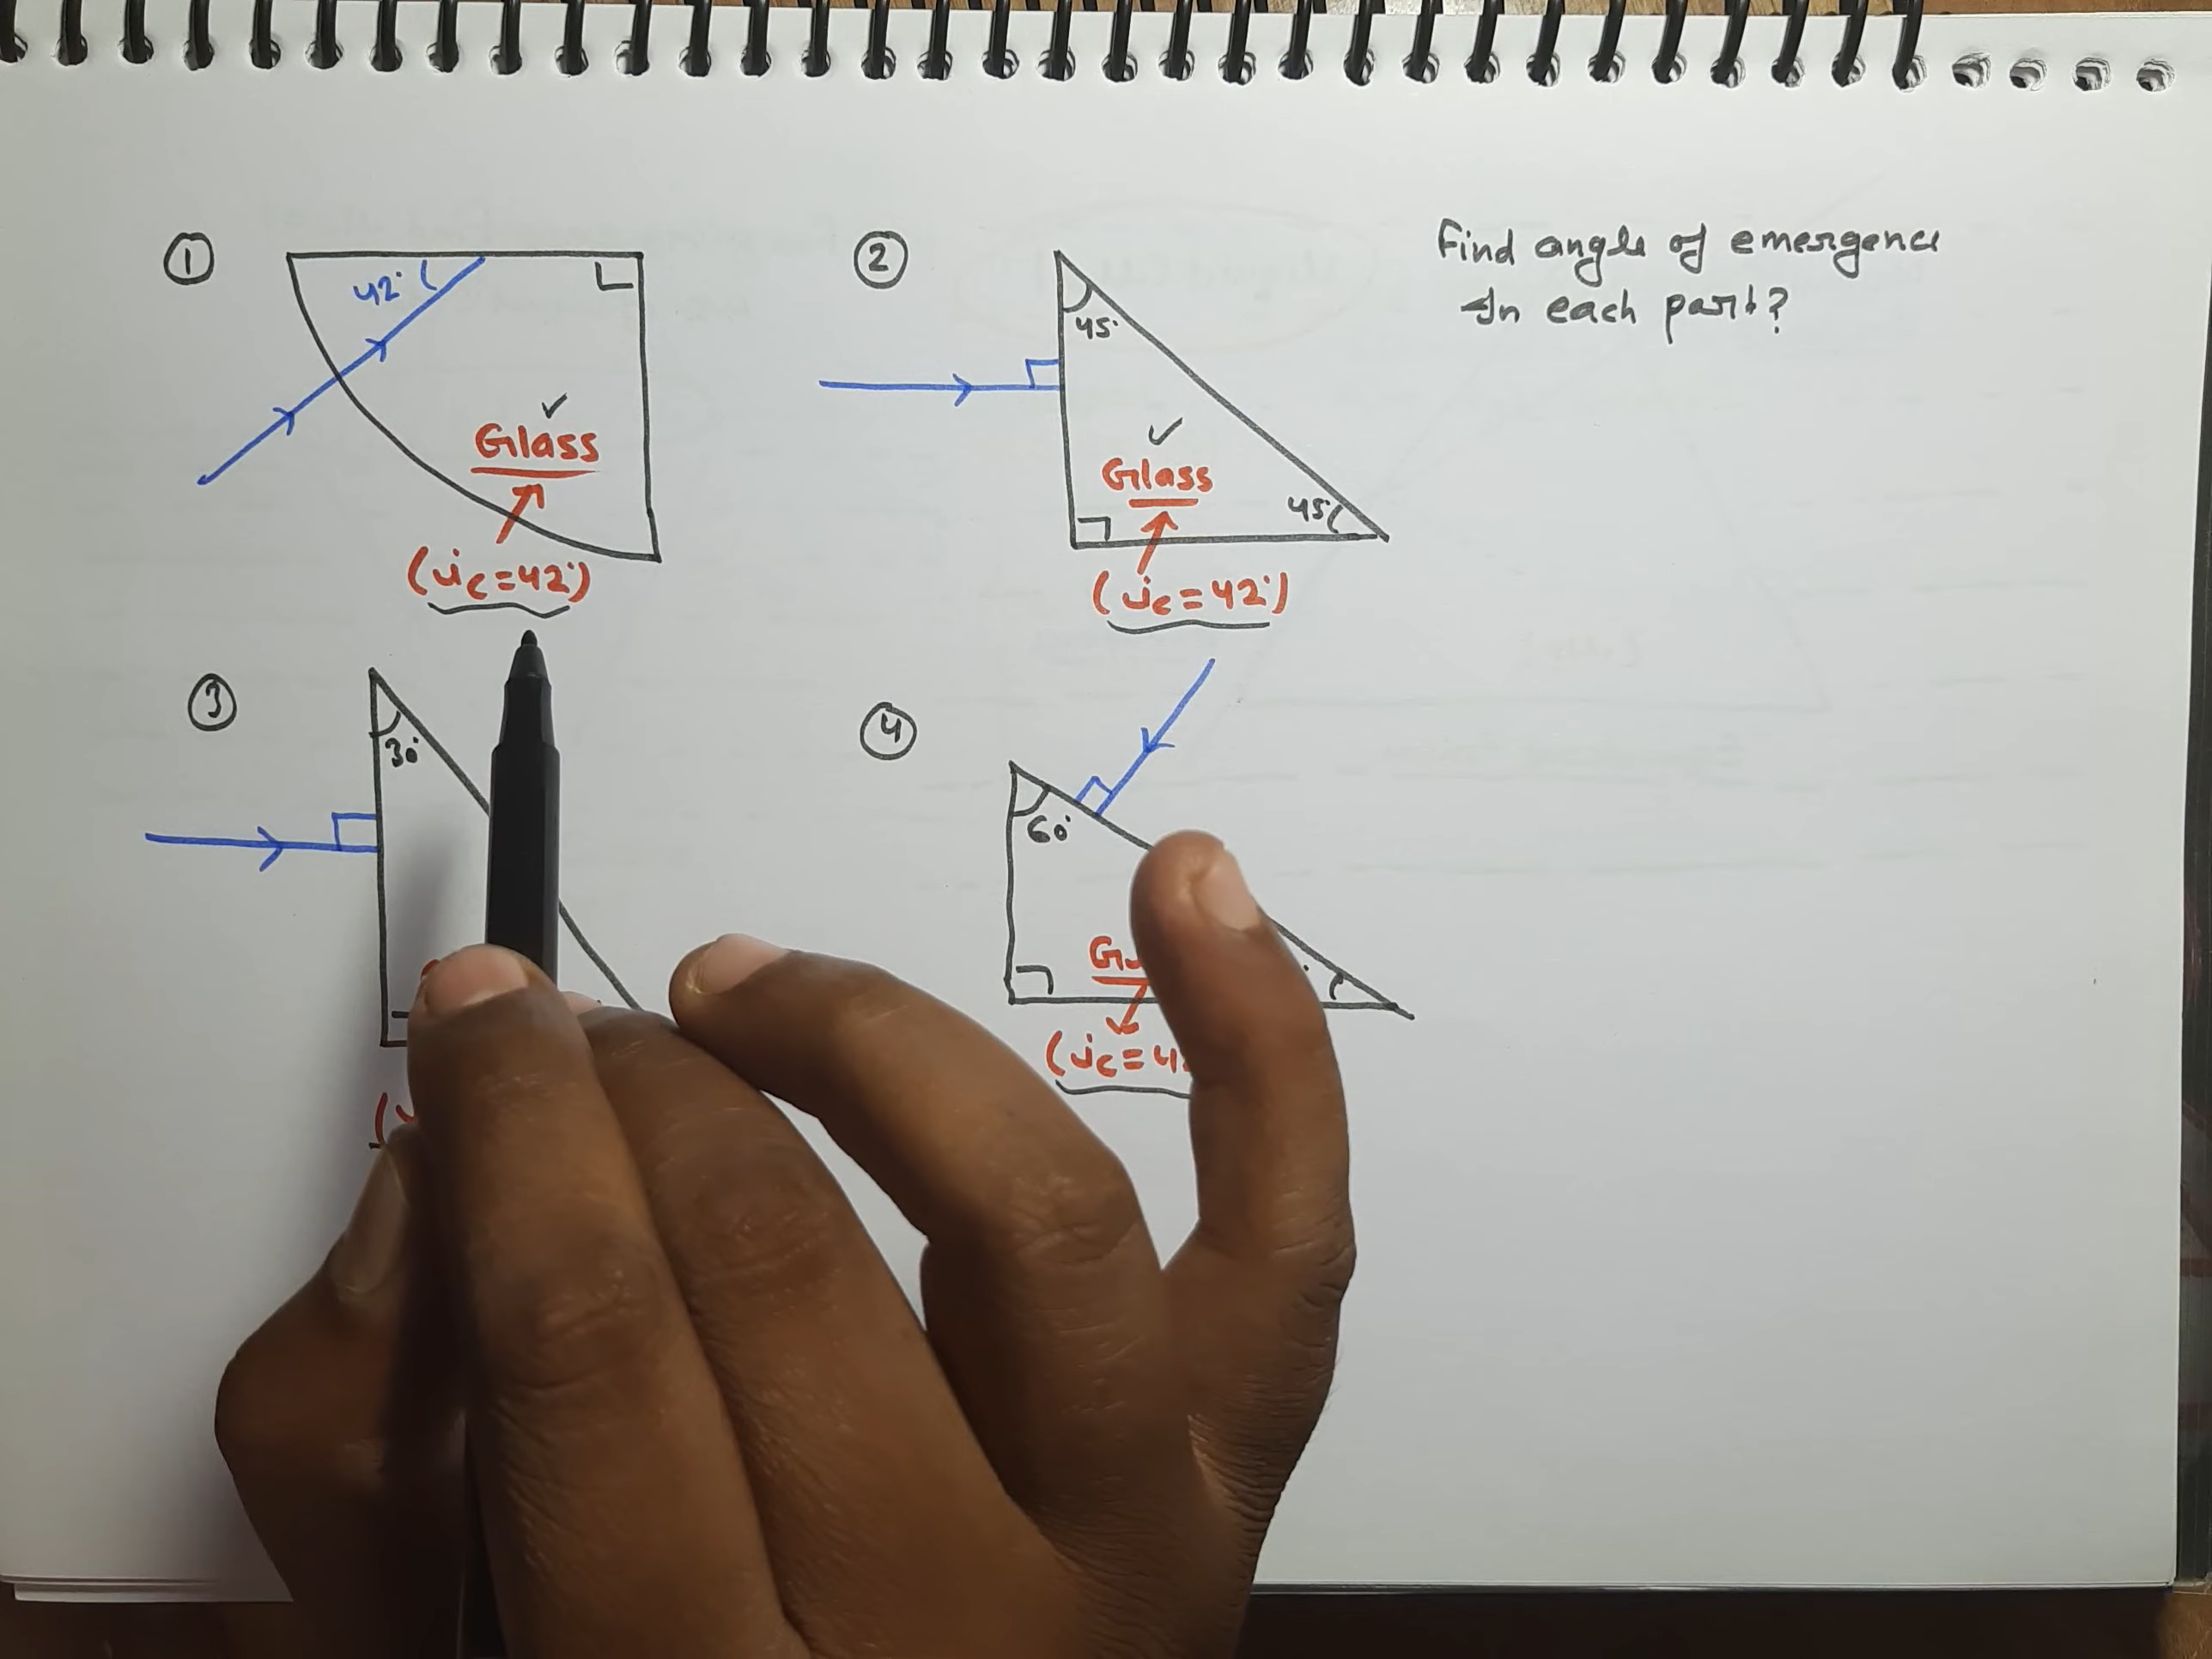 Find angle of emergence
In each part?
①
42°
Glass
(ic=42°)
②
45°
Glass
45°
(ic=42°)
③
30°
④
60°